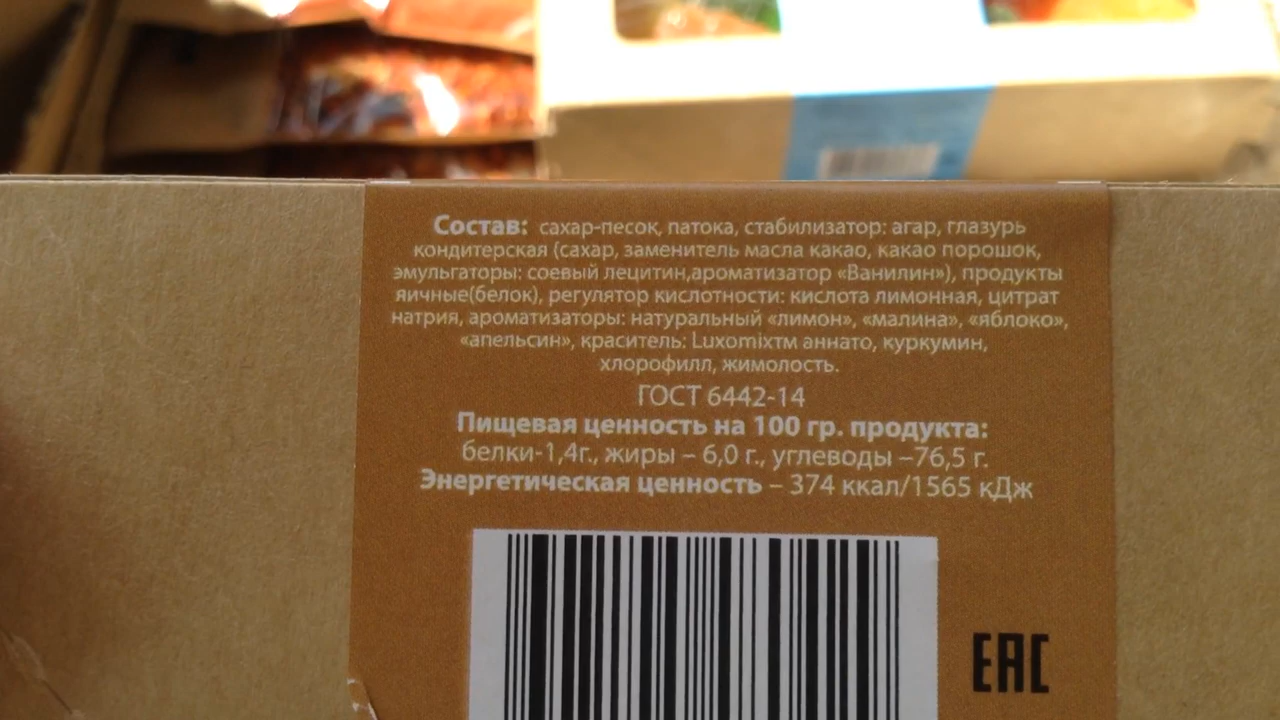 Состав: сахар-песок, патока, стабилизатор: агар, глазурь
кондитерская (сахар, заменитель масла какао, какао порошок,
эмульгаторы: соевый лецитин,ароматизатор «Ванилин»), продукты
яичные(белок), регулятор кислотности: кислота лимонная, цитрат
натрия, ароматизаторы: натуральный «лимон», «малина», «яблоко»,
«апельсин», краситель: Luxomixтм аннато, куркумин,
хлорофилл, жимолость.
ГОСТ 6442-14
Пищевая ценность на 100 гр. продукта:
белки-1,4г., жиры – 6,0 г., углеводы –76,5 г.
Энергетическая ценность – 374 ккал/1565 кДж
EAC